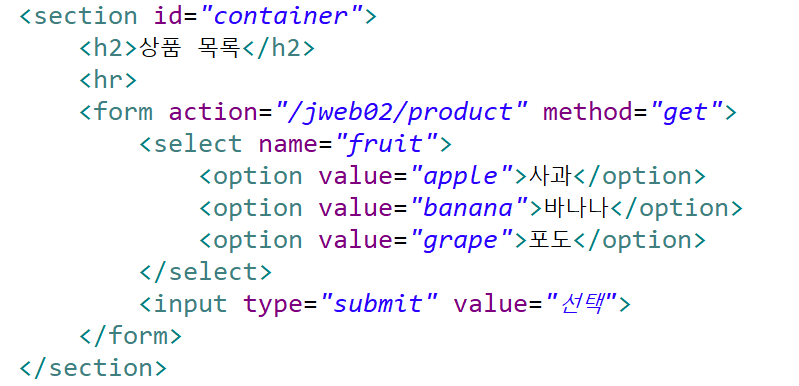 <section id="container">
<h2>상품 목록</h2>
<hr>
<form action="/jweb02/product" method="get">
<select name="fruit">
<option value="apple">사과</option>
<option value="banana">바나나</option>
<option value="grape">포도</option>
</select>
<input type="submit" value="선택">
</form>
</section>